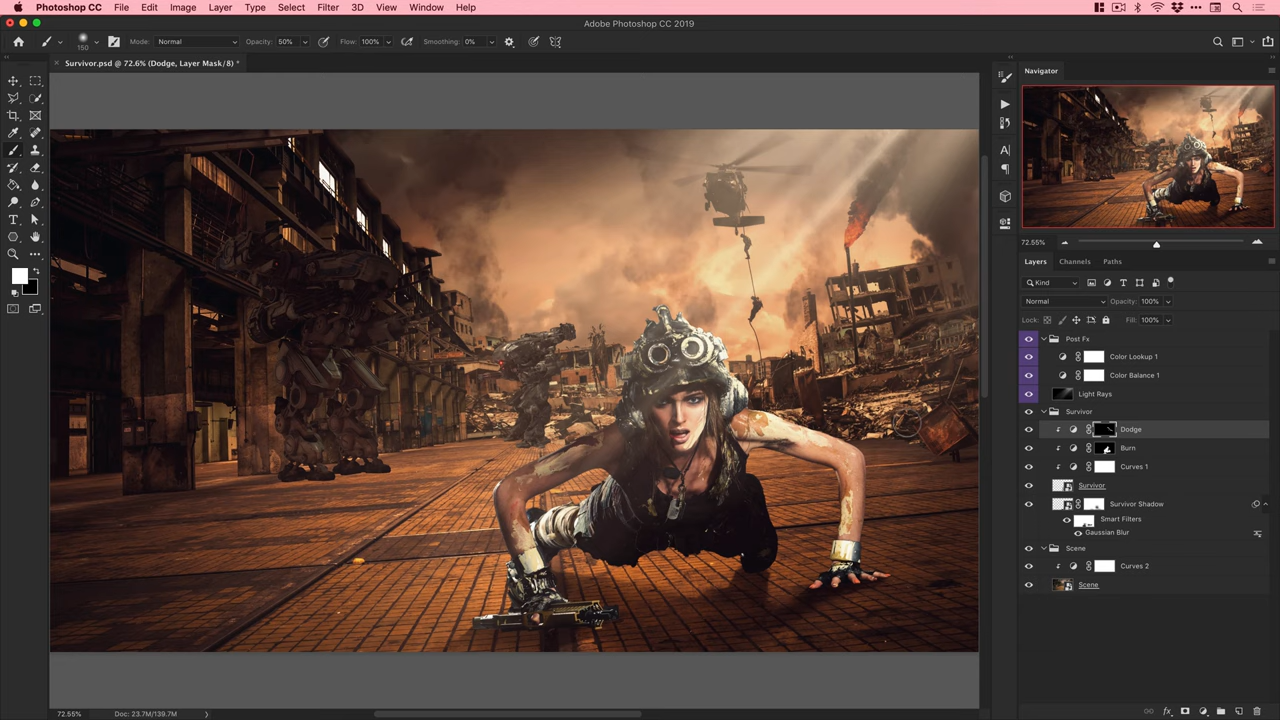 Photoshop CC File Edit Image Layer Type Select Filter 3D View Window Help
Adobe Photoshop CC 2019
150 Mode: Normal Opacity: 50% Flow: 100% Smoothing: 0%
× Survivor.psd @ 72.6% (Dodge, Layer Mask/8) *
Navigator
72.55%
Layers Channels Paths
Kind
Normal Opacity: 100%
Lock: Fill: 100%
Post Fx
Color Lookup 1
Color Balance 1
Light Rays
Survivor
Dodge
Burn
Curves 1
Survivor
Survivor Shadow
Smart Filters
Gaussian Blur
Scene
Curves 2
Scene
72.55% Doc: 23.7M/139.7M